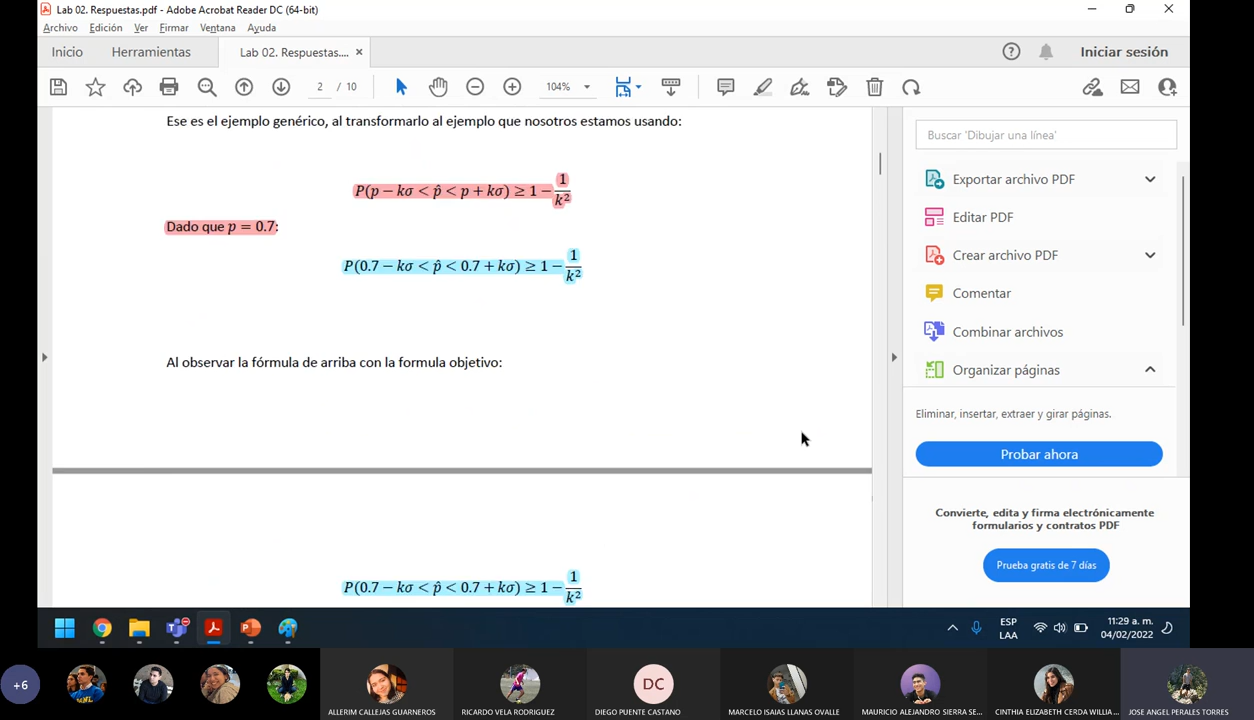 Lab 02. Respuestas.pdf - Adobe Acrobat Reader DC (64-bit)
Archivo Edición Ver Firmar Ventana Ayuda
Inicio Herramientas Lab 02. Respuestas.... × Iniciar sesión
2 / 10 104%
Ese es el ejemplo genérico, al transformarlo al ejemplo que nosotros estamos usando:
P(p − kσ < p̂ < p + kσ) ≥ 1 − 1/k²
Dado que p = 0.7:
P(0.7 − kσ < p̂ < 0.7 + kσ) ≥ 1 − 1/k²
Al observar la fórmula de arriba con la formula objetivo:
P(0.7 − kσ < p̂ < 0.7 + kσ) ≥ 1 − 1/k²
Buscar 'Dibujar una línea'
Exportar archivo PDF
Editar PDF
Crear archivo PDF
Comentar
Combinar archivos
Organizar páginas
Eliminar, insertar, extraer y girar páginas.
Probar ahora
Convierte, edita y firma electrónicamente
formularios y contratos PDF
Prueba gratis de 7 días
ESP
LAA
11:29 a. m.
04/02/2022
+6
DC
ALLERIM CALLEJAS GUARNEROS
RICARDO VELA RODRIGUEZ
DIEGO PUENTE CASTANO
MARCELO ISAIAS LLANAS OVALLE
MAURICIO ALEJANDRO SIERRA SE...
CINTHIA ELIZABETH CERDA WILLIA...
JOSE ANGEL PERALES TORRES